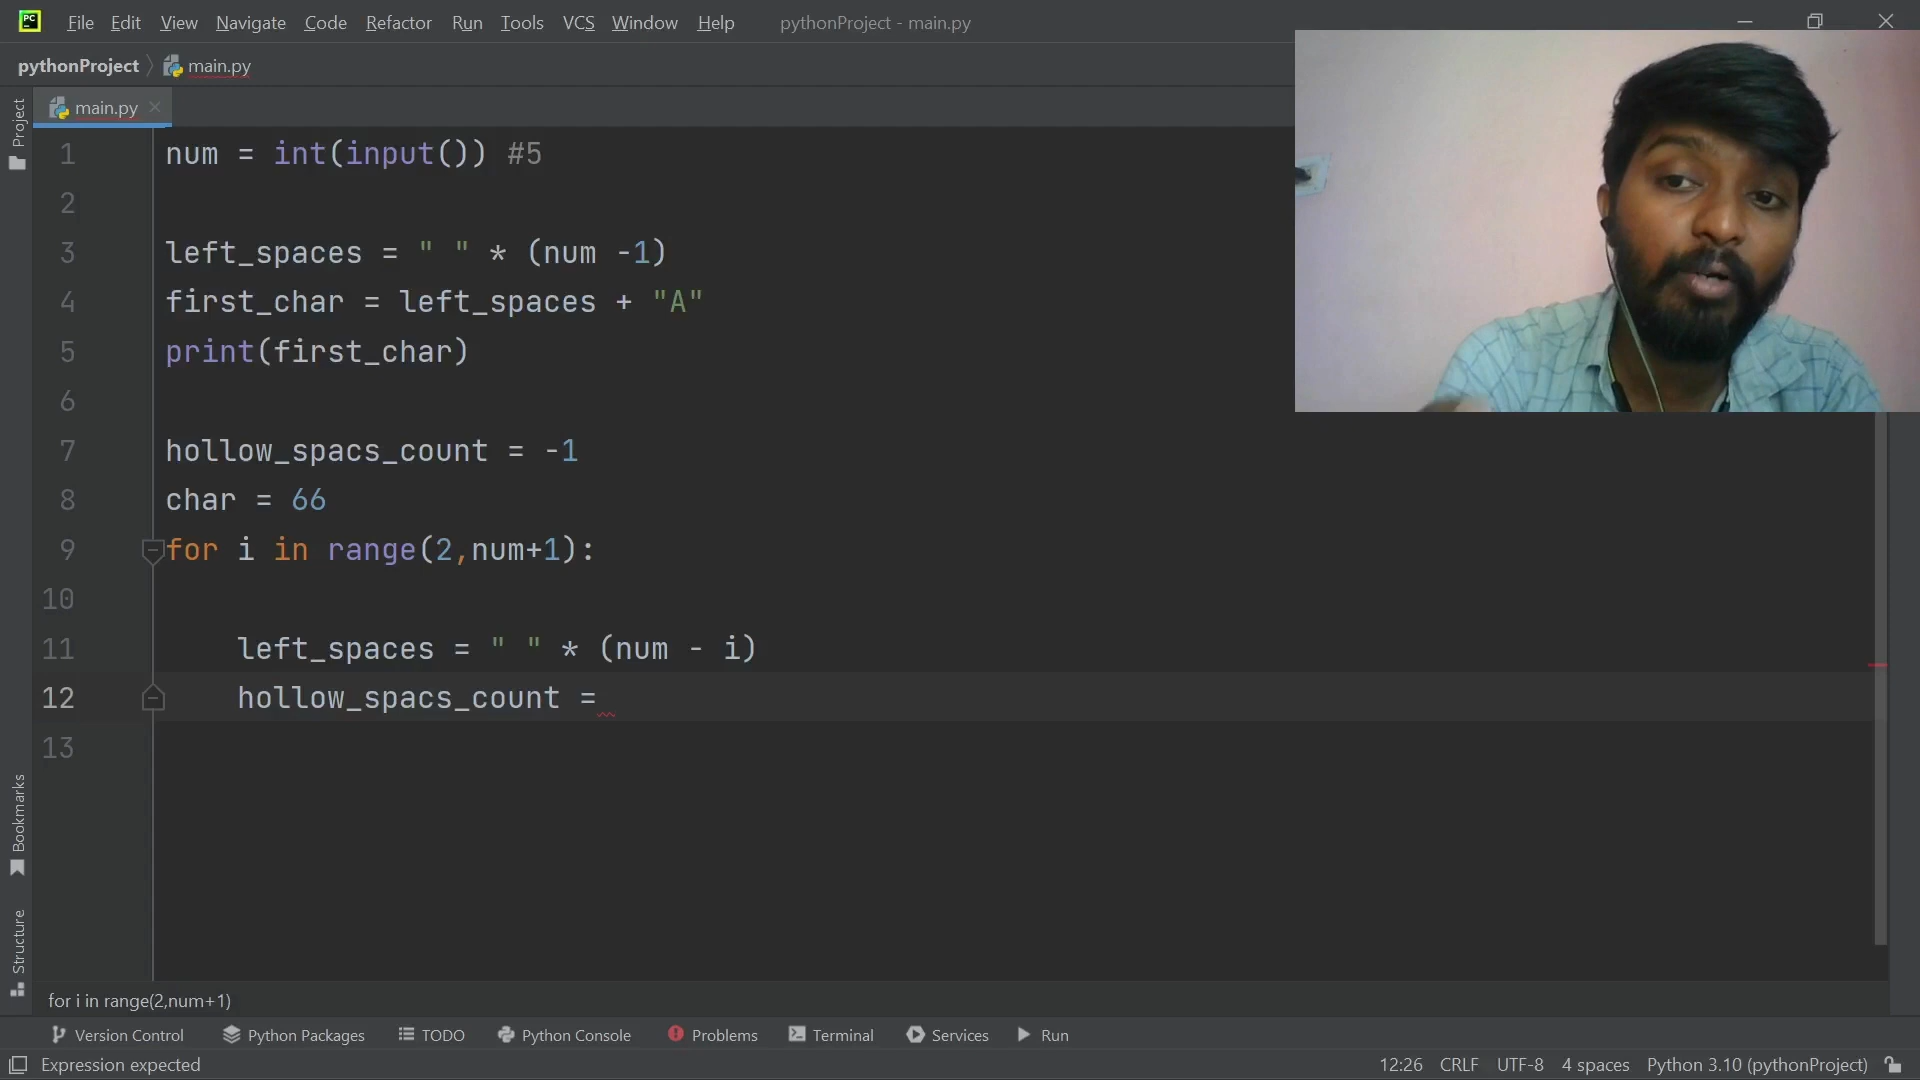 PC File Edit View Navigate Code Refactor Run Tools VCS Window Help pythonProject - main.py
pythonProject main.py
Project
main.py
1 num = int(input()) #5
2
3 left_spaces = " " * (num -1)
4 first_char = left_spaces + "A"
5 print(first_char)
6
7 hollow_spacs_count = -1
8 char = 66
9 for i in range(2,num+1):
10
11 left_spaces = " " * (num - i)
12 hollow_spacs_count =
13
Bookmarks
Structure
for i in range(2,num+1)
Version Control Python Packages TODO Python Console Problems Terminal Services Run
Expression expected 12:26 CRLF UTF-8 4 spaces Python 3.10 (pythonProject)